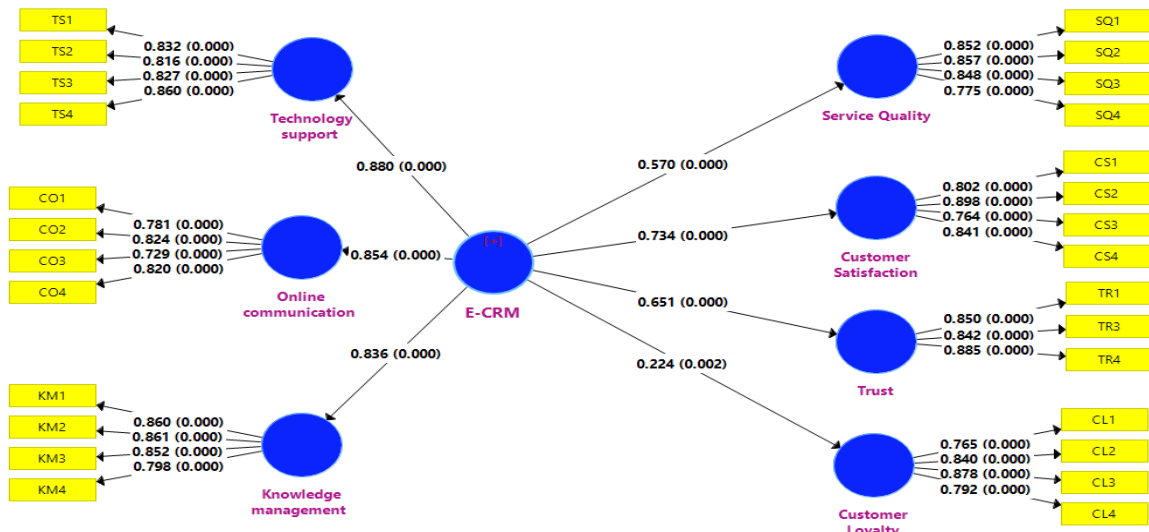 TS1
TS2
TS3
TS4
0.832 (0.000)
0.816 (0.000)
0.827 (0.000)
0.860 (0.000)
Technology
support
0.880 (0.000)
CO1
CO2
CO3
CO4
0.781 (0.000)
0.824 (0.000)
0.729 (0.000)
0.820 (0.000)
Online
communication
0.854 (0.000)
KM1
KM2
KM3
KM4
0.860 (0.000)
0.861 (0.000)
0.852 (0.000)
0.798 (0.000)
Knowledge
management
0.836 (0.000)
[+]
E-CRM
0.570 (0.000)
0.734 (0.000)
0.651 (0.000)
0.224 (0.002)
Service Quality
0.852 (0.000)
0.857 (0.000)
0.848 (0.000)
0.775 (0.000)
SQ1
SQ2
SQ3
SQ4
Customer
Satisfaction
0.802 (0.000)
0.898 (0.000)
0.764 (0.000)
0.841 (0.000)
CS1
CS2
CS3
CS4
Trust
0.850 (0.000)
0.842 (0.000)
0.885 (0.000)
TR1
TR3
TR4
Customer
Loyalty
0.765 (0.000)
0.840 (0.000)
0.878 (0.000)
0.792 (0.000)
CL1
CL2
CL3
CL4